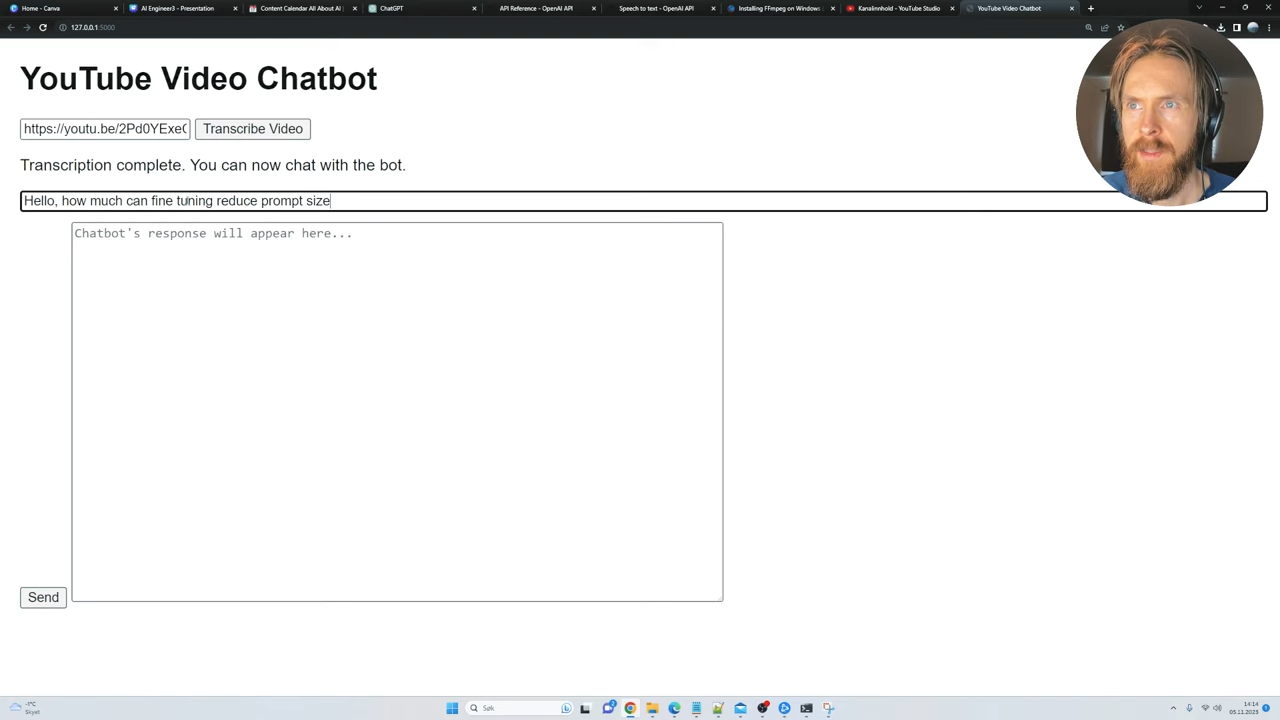 Home - Canva
AI Engineer3 - Presentation
Content Calendar All About AI |
ChatGPT
API Reference - OpenAI API
Speech to text - OpenAI API
Installing FFmpeg on Windows
Kanalinnhold - YouTube Studio
YouTube Video Chatbot
127.0.0.1:5000
YouTube Video Chatbot
https://youtu.be/2Pd0YExeC
Transcribe Video
Transcription complete. You can now chat with the bot.
Hello, how much can fine tuning reduce prompt size
Chatbot's response will appear here...
Send
-1°C
Skyet
Søk
14:14
05.11.2023